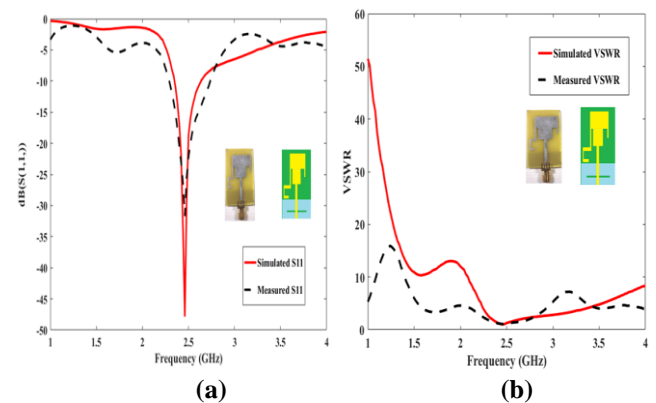 0
-5
-10
-15
-20
-25
-30
-35
-40
-45
-50
dB(S(1,1,))
1 1.5 2 2.5 3 3.5 4
Frequency (GHz)
Simulated S11
Measured S11
(a)
60
50
40
30
20
10
0
VSWR
1 1.5 2 2.5 3 3.5 4
Frequency (GHz)
Simulated VSWR
Measured VSWR
(b)